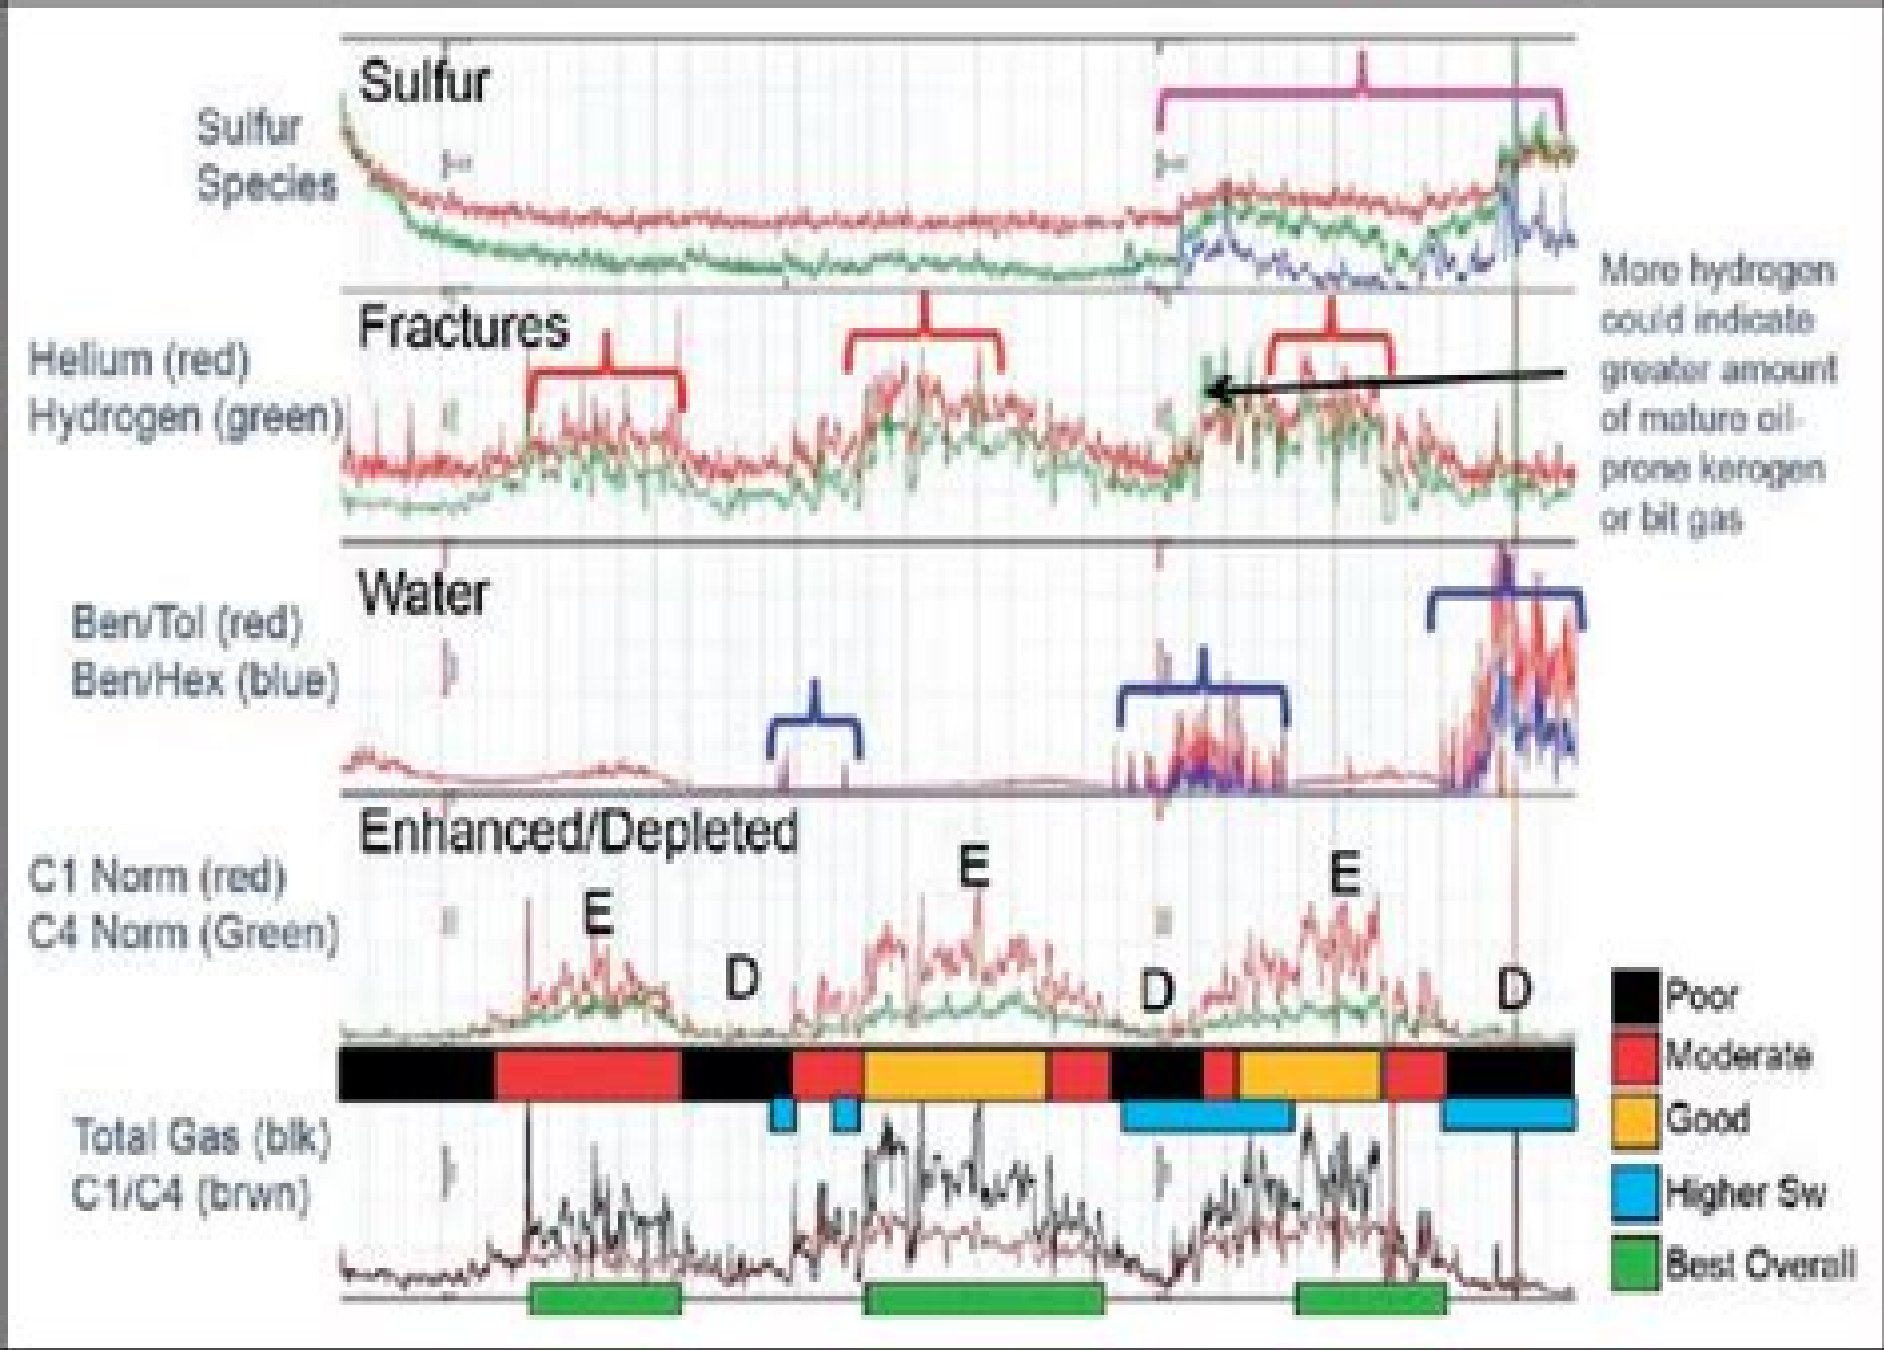 Sulfur
Sulfur
Species
Fractures
Helium (red)
Hydrogen (green)
More hydrogen
could indicate
greater amount
of mature oil-
prone kerogen
or bit gas
Water
Ben/Tol (red)
Ben/Hex (blue)
Enhanced/Depleted
C1 Norm (red)
C4 Norm (Green)
E
E
E
D
D
D
Total Gas (blk)
C1/C4 (brwn)
Poor
Moderate
Good
Higher Sw
Best Overall